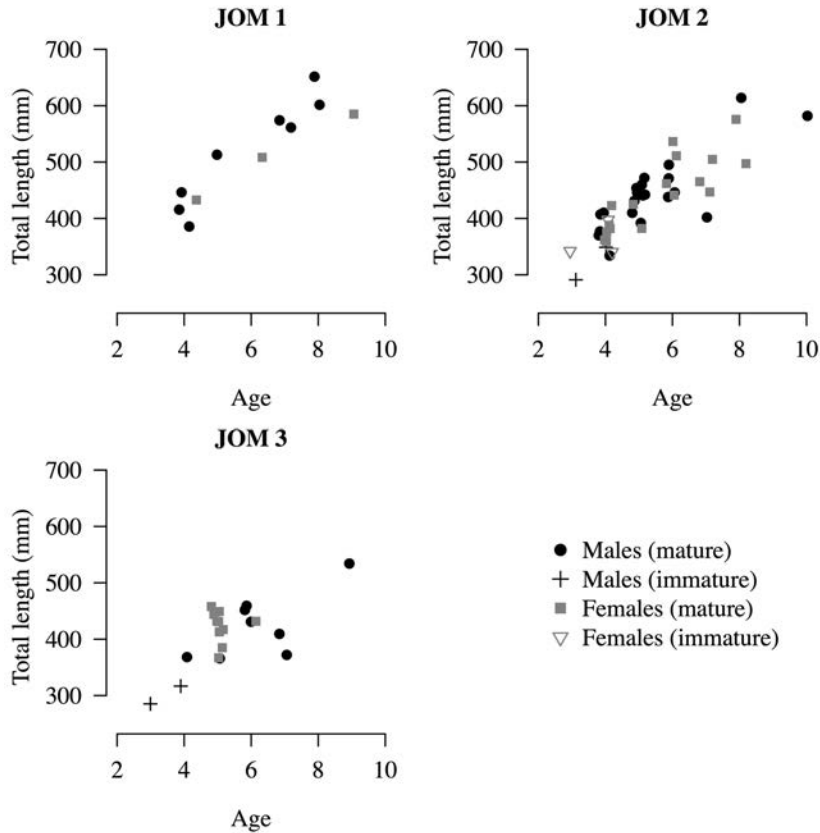 JOM 1
JOM 2
700
600
500
400
300
Total length (mm)
2 4 6 8 10
Age
700
600
500
400
300
Total length (mm)
2 4 6 8 10
Age
JOM 3
700
600
500
400
300
Total length (mm)
2 4 6 8 10
Age
Males (mature)
Males (immature)
Females (mature)
Females (immature)